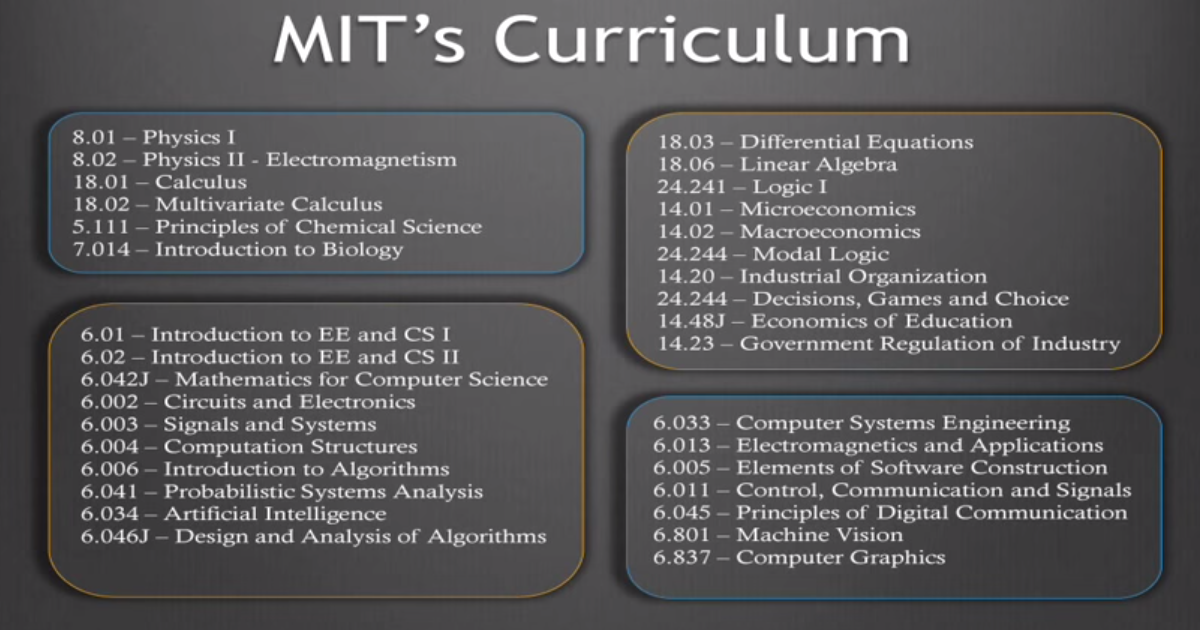 MIT's Curriculum
8.01 – Physics I
8.02 – Physics II - Electromagnetism
18.01 – Calculus
18.02 – Multivariate Calculus
5.111 – Principles of Chemical Science
7.014 – Introduction to Biology
6.01 – Introduction to EE and CS I
6.02 – Introduction to EE and CS II
6.042J – Mathematics for Computer Science
6.002 – Circuits and Electronics
6.003 – Signals and Systems
6.004 – Computation Structures
6.006 – Introduction to Algorithms
6.041 – Probabilistic Systems Analysis
6.034 – Artificial Intelligence
6.046J – Design and Analysis of Algorithms
18.03 – Differential Equations
18.06 – Linear Algebra
24.241 – Logic I
14.01 – Microeconomics
14.02 – Macroeconomics
24.244 – Modal Logic
14.20 – Industrial Organization
24.244 – Decisions, Games and Choice
14.48J – Economics of Education
14.23 – Government Regulation of Industry
6.033 – Computer Systems Engineering
6.013 – Electromagnetics and Applications
6.005 – Elements of Software Construction
6.011 – Control, Communication and Signals
6.045 – Principles of Digital Communication
6.801 – Machine Vision
6.837 – Computer Graphics